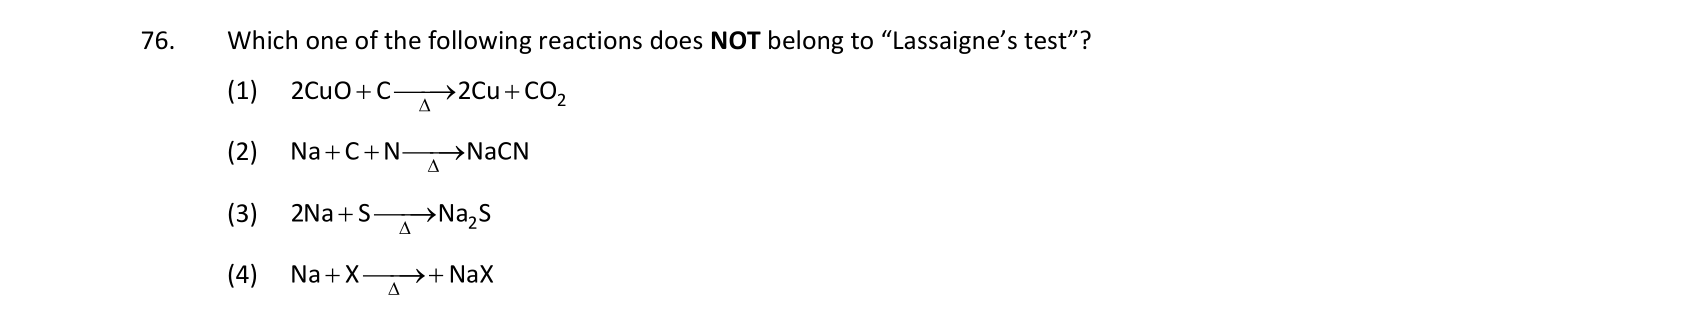 76. Which one of the following reactions does NOT belong to “Lassaigne’s test”?
(1) 2CuO + C ⟶ 2Cu + CO₂
Δ
(2) Na + C + N ⟶ NaCN
Δ
(3) 2Na + S ⟶ Na₂S
Δ
(4) Na + X ⟶ + NaX
Δ